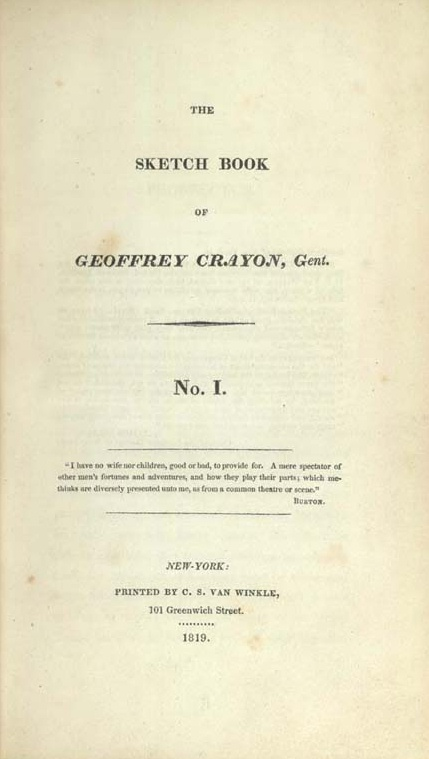 THE
SKETCH BOOK
OF
GEOFFREY CRAYON, Gent.
No. I.
"I have no wife nor children, good or bad, to provide for. A mere spectator of
other men's fortunes and adventures, and how they play their parts; which me-
thinks are diversely presented unto me, as from a common theatre or scene."
BURTON.
NEW-YORK:
PRINTED BY C. S. VAN WINKLE,
101 Greenwich Street.
..........
1819.